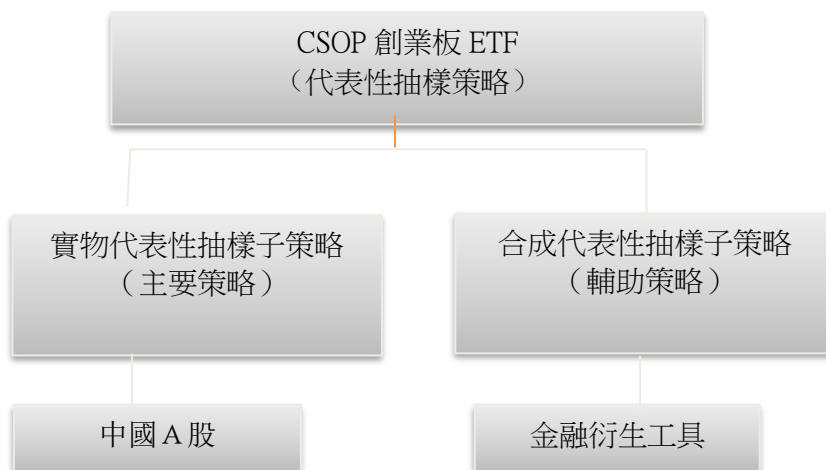 CSOP 創業板 ETF
（代表性抽樣策略）
實物代表性抽樣子策略
（主要策略）
合成代表性抽樣子策略
（輔助策略）
中國 A 股
金融衍生工具